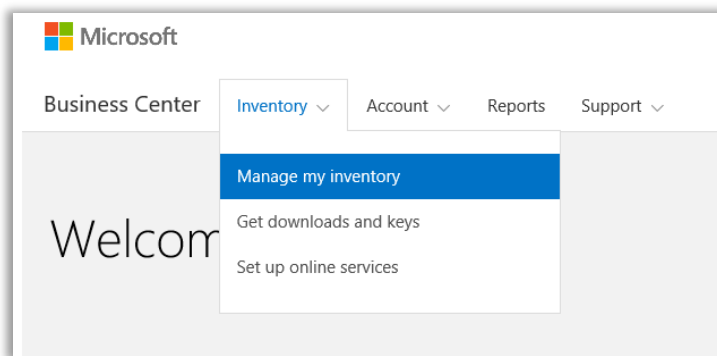 Microsoft
Business Center Inventory Account Reports Support
Manage my inventory
Get downloads and keys
Set up online services
Welcom